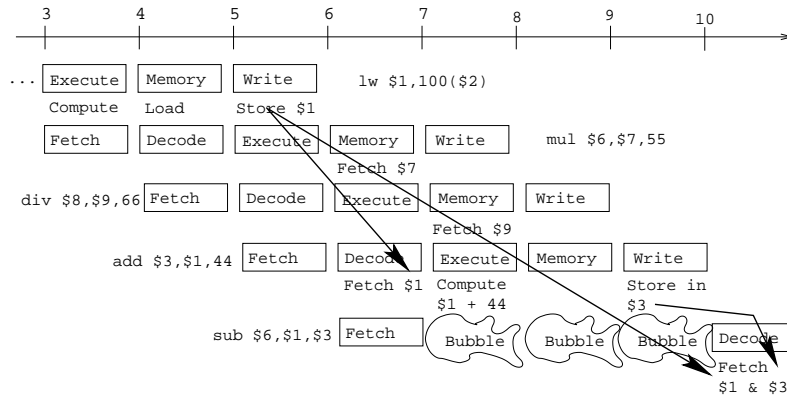 3 4 5 6 7 8 9 10
... Execute Memory Write lw $1,100($2)
Compute Load Store $1
Fetch Decode Execute Memory Write mul $6,$7,55
Fetch $7
div $8,$9,66 Fetch Decode Execute Memory Write
Fetch $9
add $3,$1,44 Fetch Decode Execute Memory Write
Fetch $1 Compute Store in
$1 + 44 $3
sub $6,$1,$3 Fetch Bubble Bubble Bubble Decode
Fetch
$1 & $3